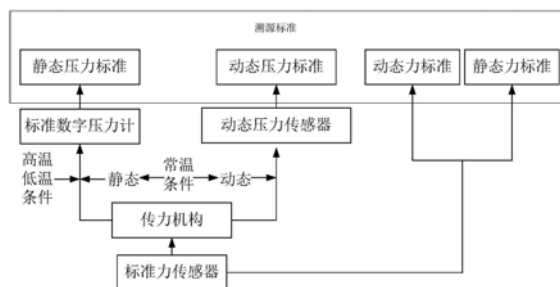 溯源标准
静态压力标准
动态压力标准
动态力标准
静态力标准
标准数字压力计
动态压力传感器
高温
低温
条件
静态
常温
条件
动态
传力机构
标准力传感器